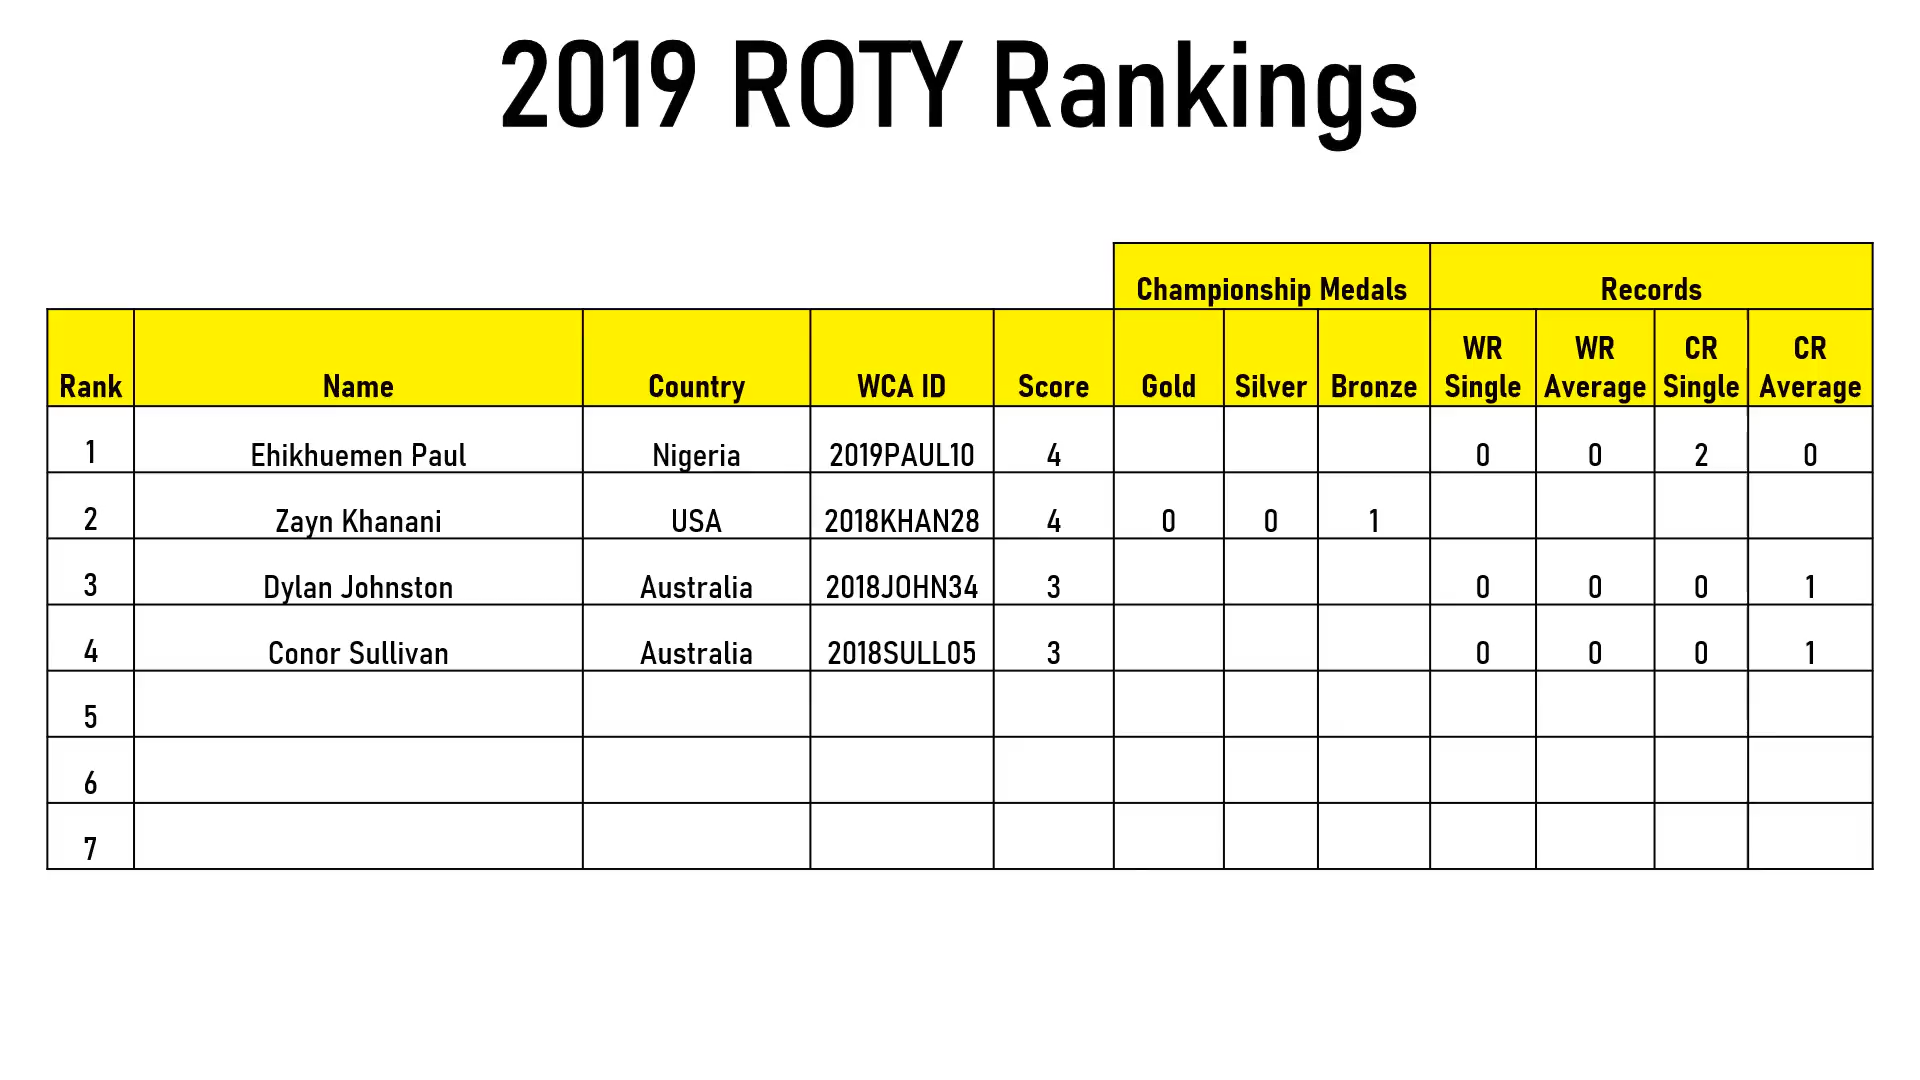 2019 ROTY Rankings
Championship Medals Records
Rank Name Country WCA ID Score Gold Silver Bronze WR Single WR Average CR Single CR Average
1 Ehikhuemen Paul Nigeria 2019PAUL10 4 0 0 2 0
2 Zayn Khanani USA 2018KHAN28 4 0 0 1
3 Dylan Johnston Australia 2018JOHN34 3 0 0 0 1
4 Conor Sullivan Australia 2018SULL05 3 0 0 0 1
5
6
7